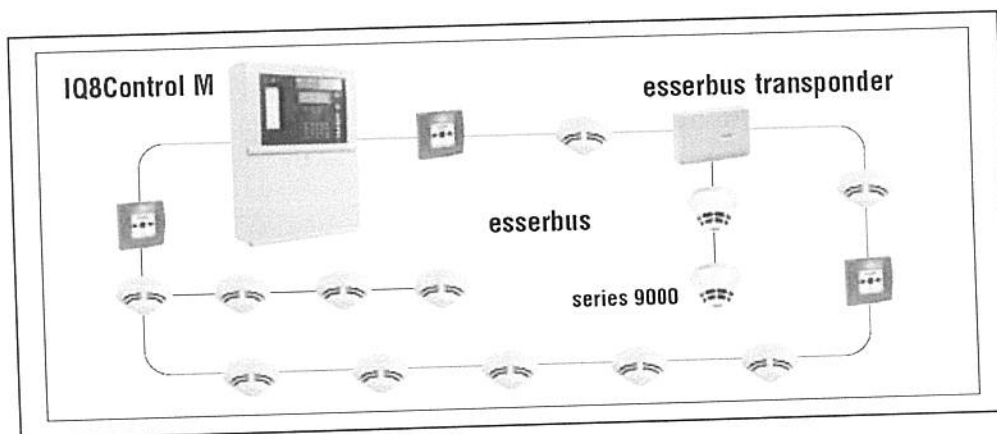 IQ8Control M
esserbus transponder
esserbus
series 9000